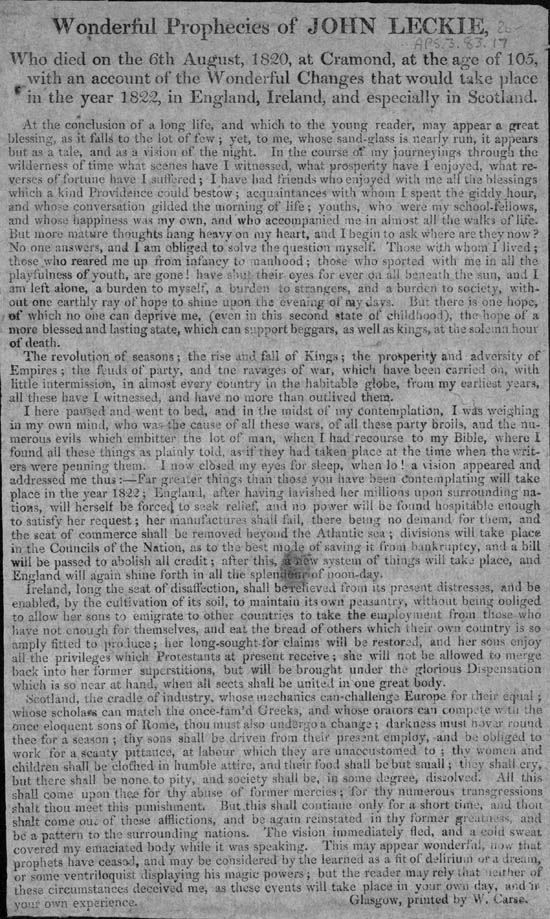 Wonderful Prophecies of JOHN LECKIE,
APS.3.83.17
Who died on the 6th August, 1820, at Cramond, at the age of 105,
with an account of the Wonderful Changes that would take place
in the year 1822, in England, Ireland, and especially in Scotland.
At the conclusion of a long life, and which to the young reader, may appear a great
blessing, as it falls to the lot of few; yet, to me, whose sand-glass is nearly run, it appears
but as a tale, and as a vision of the night. In the course of my journeyings through the
wilderness of time what scenes have I witnessed, what prosperity have I enjoyed, what re-
verses of fortune have I suffered; I have had friends who enjoyed with me all the blessings
which a kind Providence could bestow; acquaintances with whom I spent the giddy hour,
and whose conversation gilded the morning of life; youths, who were my school-fellows,
and whose happiness was my own, and who accompanied me in almost all the walks of life.
But more mature thoughts hang heavy on my heart, and I begin to ask where are they now?
No one answers, and I am obliged to solve the question myself. Those with whom I lived;
those who reared me up from infancy to manhood; those who sported with me in all the
playfulness of youth, are gone! have shut their eyes for ever on all beneath the sun, and I
am left alone, a burden to myself, a burden to strangers, and a burden to society, with-
out one earthly ray of hope to shine upon the evening of my days. But there is one hope,
of which no one can deprive me, (even in this second state of childhood), the hope of a
more blessed and lasting state, which can support beggars, as well as kings, at the solemn hour
of death.
The revolution of seasons; the rise and fall of Kings; the prosperity and adversity of
Empires; the feuds of party, and the ravages of war, which have been carried on, with
little intermission, in almost every country in the habitable globe, from my earliest years,
all these have I witnessed, and have no more than outlived them.
I here paused and went to bed, and in the midst of my contemplation, I was weighing
in my own mind, who was the cause of all these wars, of all these party broils, and the nu-
merous evils which embitter the lot of man, when I had recourse to my Bible, where I
found all these things as plainly told, as if they had taken place at the time when the writ-
ers were penning them. I now closed my eyes for sleep, when lo! a vision appeared and
addressed me thus:—Far greater things than those you have been contemplating will take
place in the year 1822; England, after having lavished her millions upon surrounding na-
tions, will herself be forced to seek relief, and no power will be found hospitable enough
to satisfy her request; her manufactures shall fail, there being no demand for them, and
the seat of commerce shall be removed beyond the Atlantic sea; divisions will take place
in the Councils of the Nation, as to the best mode of saving it from bankruptcy, and a bill
will be passed to abolish all credit; after this, a new system of things will take place, and
England will again shine forth in all the splendour of noon-day.
Ireland, long the seat of disaffection, shall be relieved from its present distresses, and be
enabled, by the cultivation of its soil, to maintain its own peasantry, without being obliged
to allow her sons to emigrate to other countries to take the employment from those who
have not enough for themselves, and eat the bread of others which their own country is so
amply fitted to produce; her long-sought-for claims will be restored, and her sons enjoy
all the privileges which Protestants at present receive; she will not be allowed to merge
back into her former superstitions, but will be brought under the glorious Dispensation
which is so near at hand, when all sects shall be united in one great body.
Scotland, the cradle of industry, whose mechanics can challenge Europe for their equal;
whose scholars can match the once-fam'd Greeks, and whose orators can compete with the
once eloquent sons of Rome, thou must also undergo a change; darkness must hover round
thee for a season; thy sons shall be driven from their present employ, and be obliged to
work for a scanty pittance, at labour which they are unaccustomed to; thy women and
children shall be clothed in humble attire, and their food shall be but small; they shall cry,
but there shall be none to pity, and society shall be, in some degree, dissolved. All this
shall come upon thee for thy abuse of former mercies; for thy numerous transgressions
shalt thou meet this punishment. But this shall continue only for a short time, and thou
shalt come out of these afflictions, and be again reinstated in thy former greatness, and
be a pattern to the surrounding nations. The vision immediately fled, and a cold sweat
covered my emaciated body while it was speaking. This may appear wonderful, now that
prophets have ceased, and may be considered by the learned as a fit of delirium or a dream,
or some ventriloquist displaying his magic powers; but the reader may rely that neither of
these circumstances deceived me, as these events will take place in your own day, and in
your own experience.
Glasgow, printed by W. Carse.